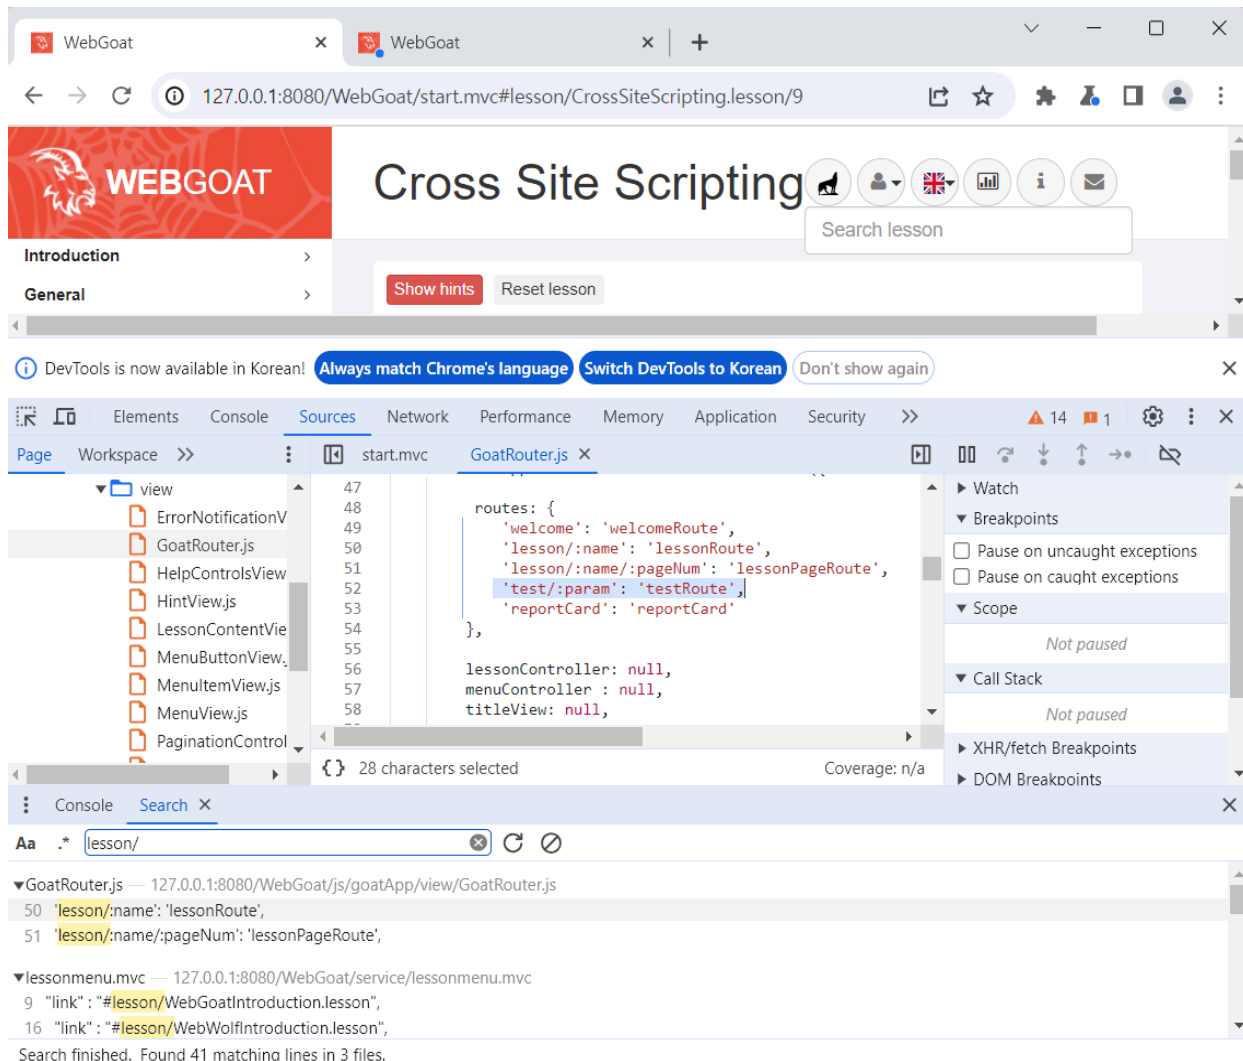 WebGoat
WebGoat
127.0.0.1:8080/WebGoat/start.mvc#lesson/CrossSiteScripting.lesson/9
WEBGOAT
Cross Site Scripting
Search lesson
Introduction
General
Show hints Reset lesson
DevTools is now available in Korean! Always match Chrome's language Switch DevTools to Korean Don't show again
Elements Console Sources Network Performance Memory Application Security 14 1
Page Workspace start.mvc GoatRouter.js
view
ErrorNotificationV
GoatRouter.js
HelpControlsView
HintView.js
LessonContentVie
MenuButtonView.
MenuItemView.js
MenuView.js
PaginationControl
47
48 routes: {
49 'welcome': 'welcomeRoute',
50 'lesson/:name': 'lessonRoute',
51 'lesson/:name/:pageNum': 'lessonPageRoute',
52 'test/:param': 'testRoute',
53 'reportCard': 'reportCard'
54 },
55
56 lessonController: null,
57 menuController : null,
58 titleView: null,
{} 28 characters selected Coverage: n/a
Watch
Breakpoints
Pause on uncaught exceptions
Pause on caught exceptions
Scope
Not paused
Call Stack
Not paused
XHR/fetch Breakpoints
DOM Breakpoints
Console Search
Aa .* lesson/
GoatRouter.js — 127.0.0.1:8080/WebGoat/js/goatApp/view/GoatRouter.js
50 'lesson/:name': 'lessonRoute',
51 'lesson/:name/:pageNum': 'lessonPageRoute',
lessonmenu.mvc — 127.0.0.1:8080/WebGoat/service/lessonmenu.mvc
9 "link" : "#lesson/WebGoatIntroduction.lesson",
16 "link" : "#lesson/WebWolfIntroduction.lesson",
Search finished. Found 41 matching lines in 3 files.